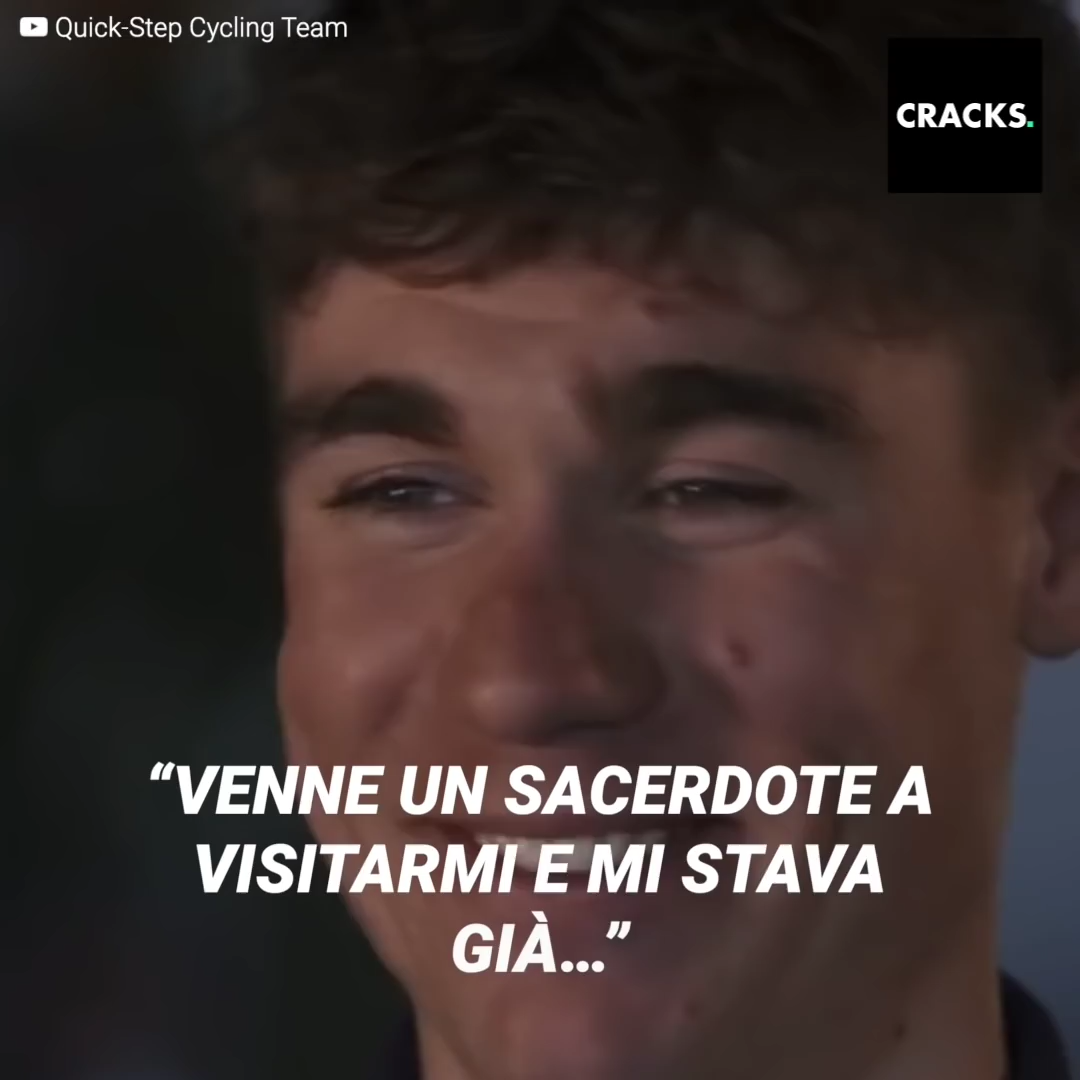 Quick-Step Cycling Team
CRACKS.
“VENNE UN SACERDOTE A
VISITARMI E MI STAVA
GIÀ...”